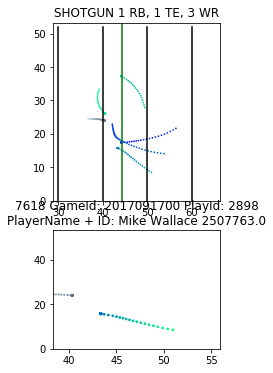 SHOTGUN 1 RB, 1 TE, 3 WR
50
40
30
20
10
0
30 40 50 60
7618 GameId: 2017091700 PlayId: 2898
PlayerName + ID: Mike Wallace 2507763.0
40
20
0
40 45 50 55